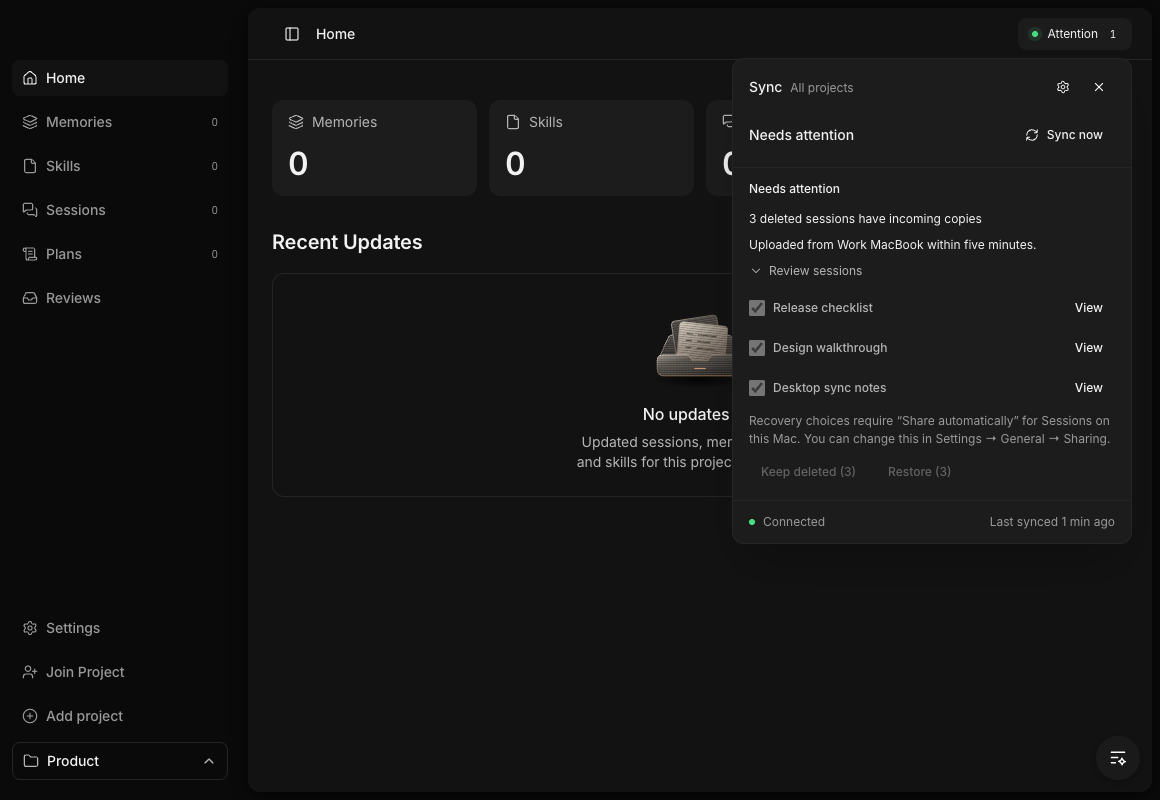 Home
Attention 1
Home
Memories 0
Skills 0
Sessions 0
Plans 0
Reviews
Memories
0
Skills
0
Recent Updates
No updates
Updated sessions,
and skills for this
Sync All projects
Needs attention
Sync now
Needs attention
3 deleted sessions have incoming copies
Uploaded from Work MacBook within five minutes.
Review sessions
Release checklist View
Design walkthrough View
Desktop sync notes View
Recovery choices require “Share automatically” for Sessions on
this Mac. You can change this in Settings → General → Sharing.
Keep deleted (3) Restore (3)
Connected Last synced 1 min ago
Settings
Join Project
Add project
Product